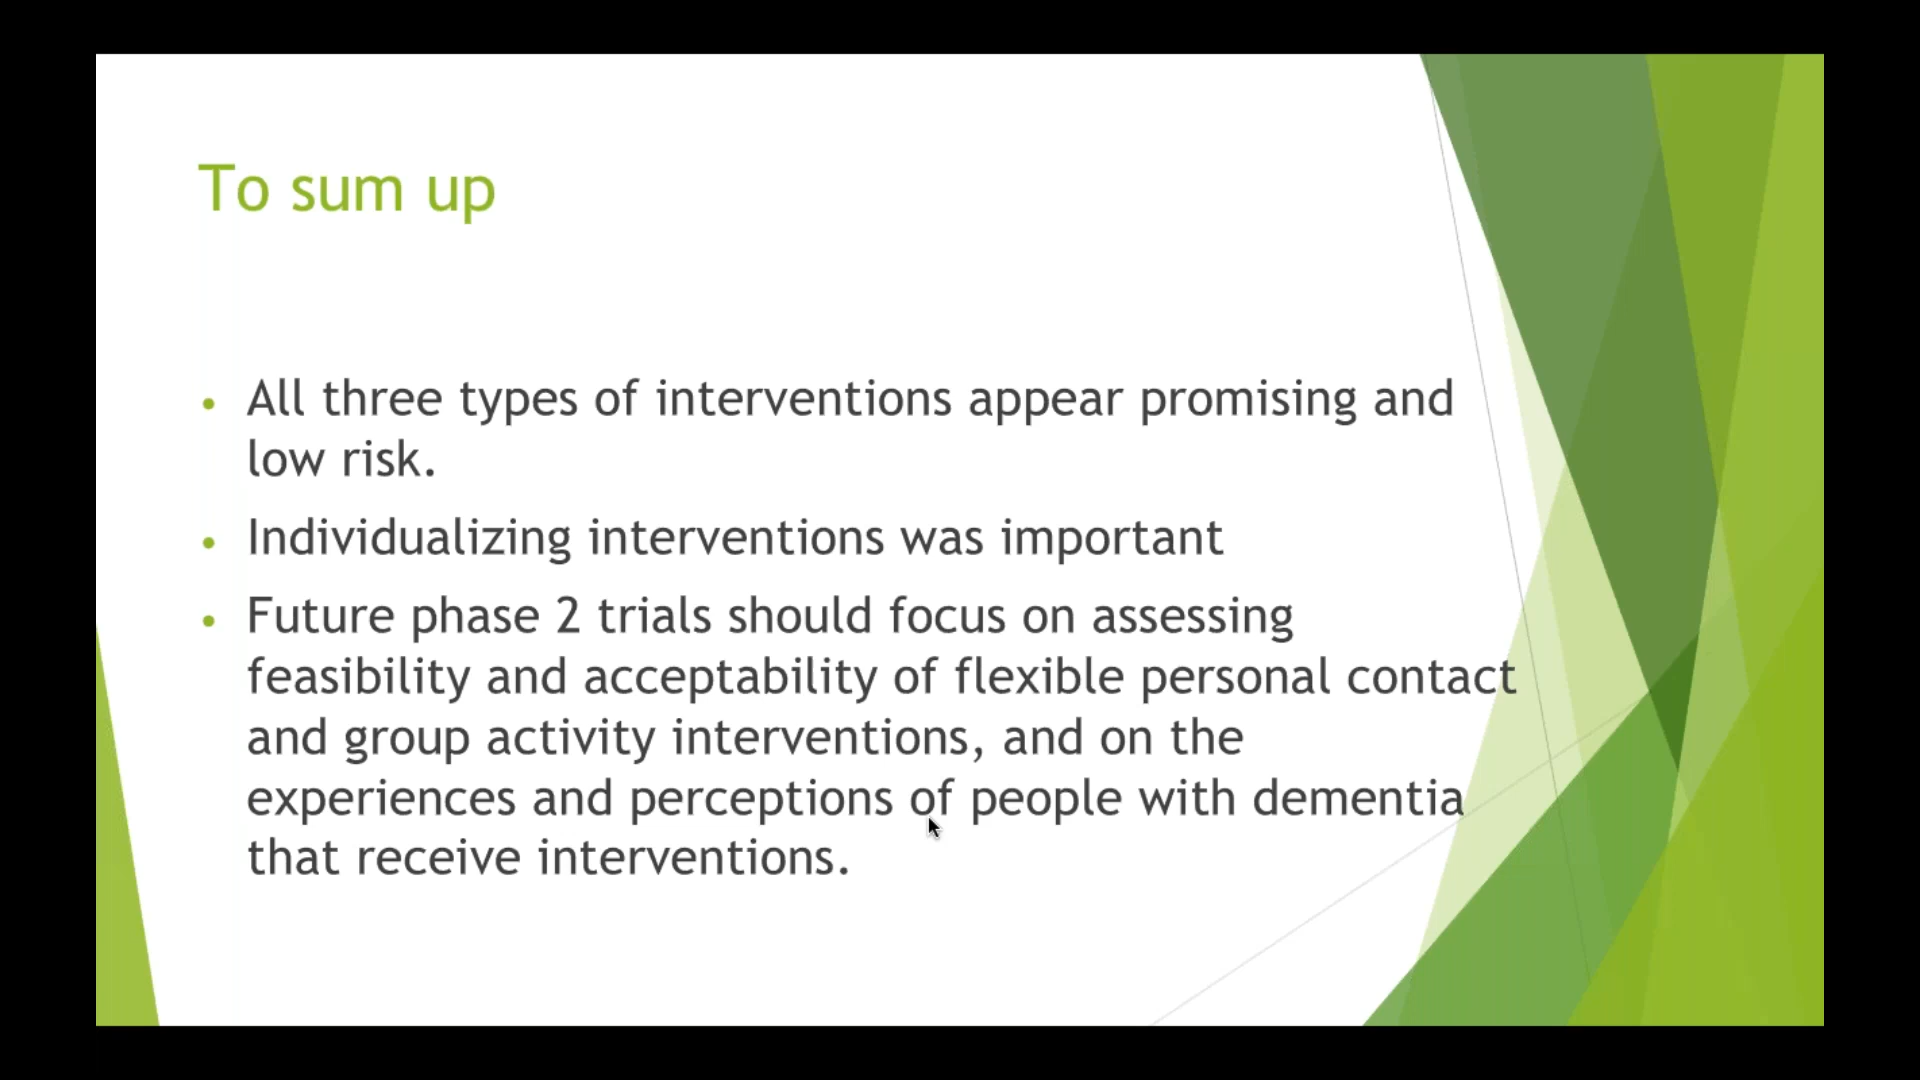 To sum up
• All three types of interventions appear promising and
low risk.
• Individualizing interventions was important
• Future phase 2 trials should focus on assessing
feasibility and acceptability of flexible personal contact
and group activity interventions, and on the
experiences and perceptions of people with dementia
that receive interventions.